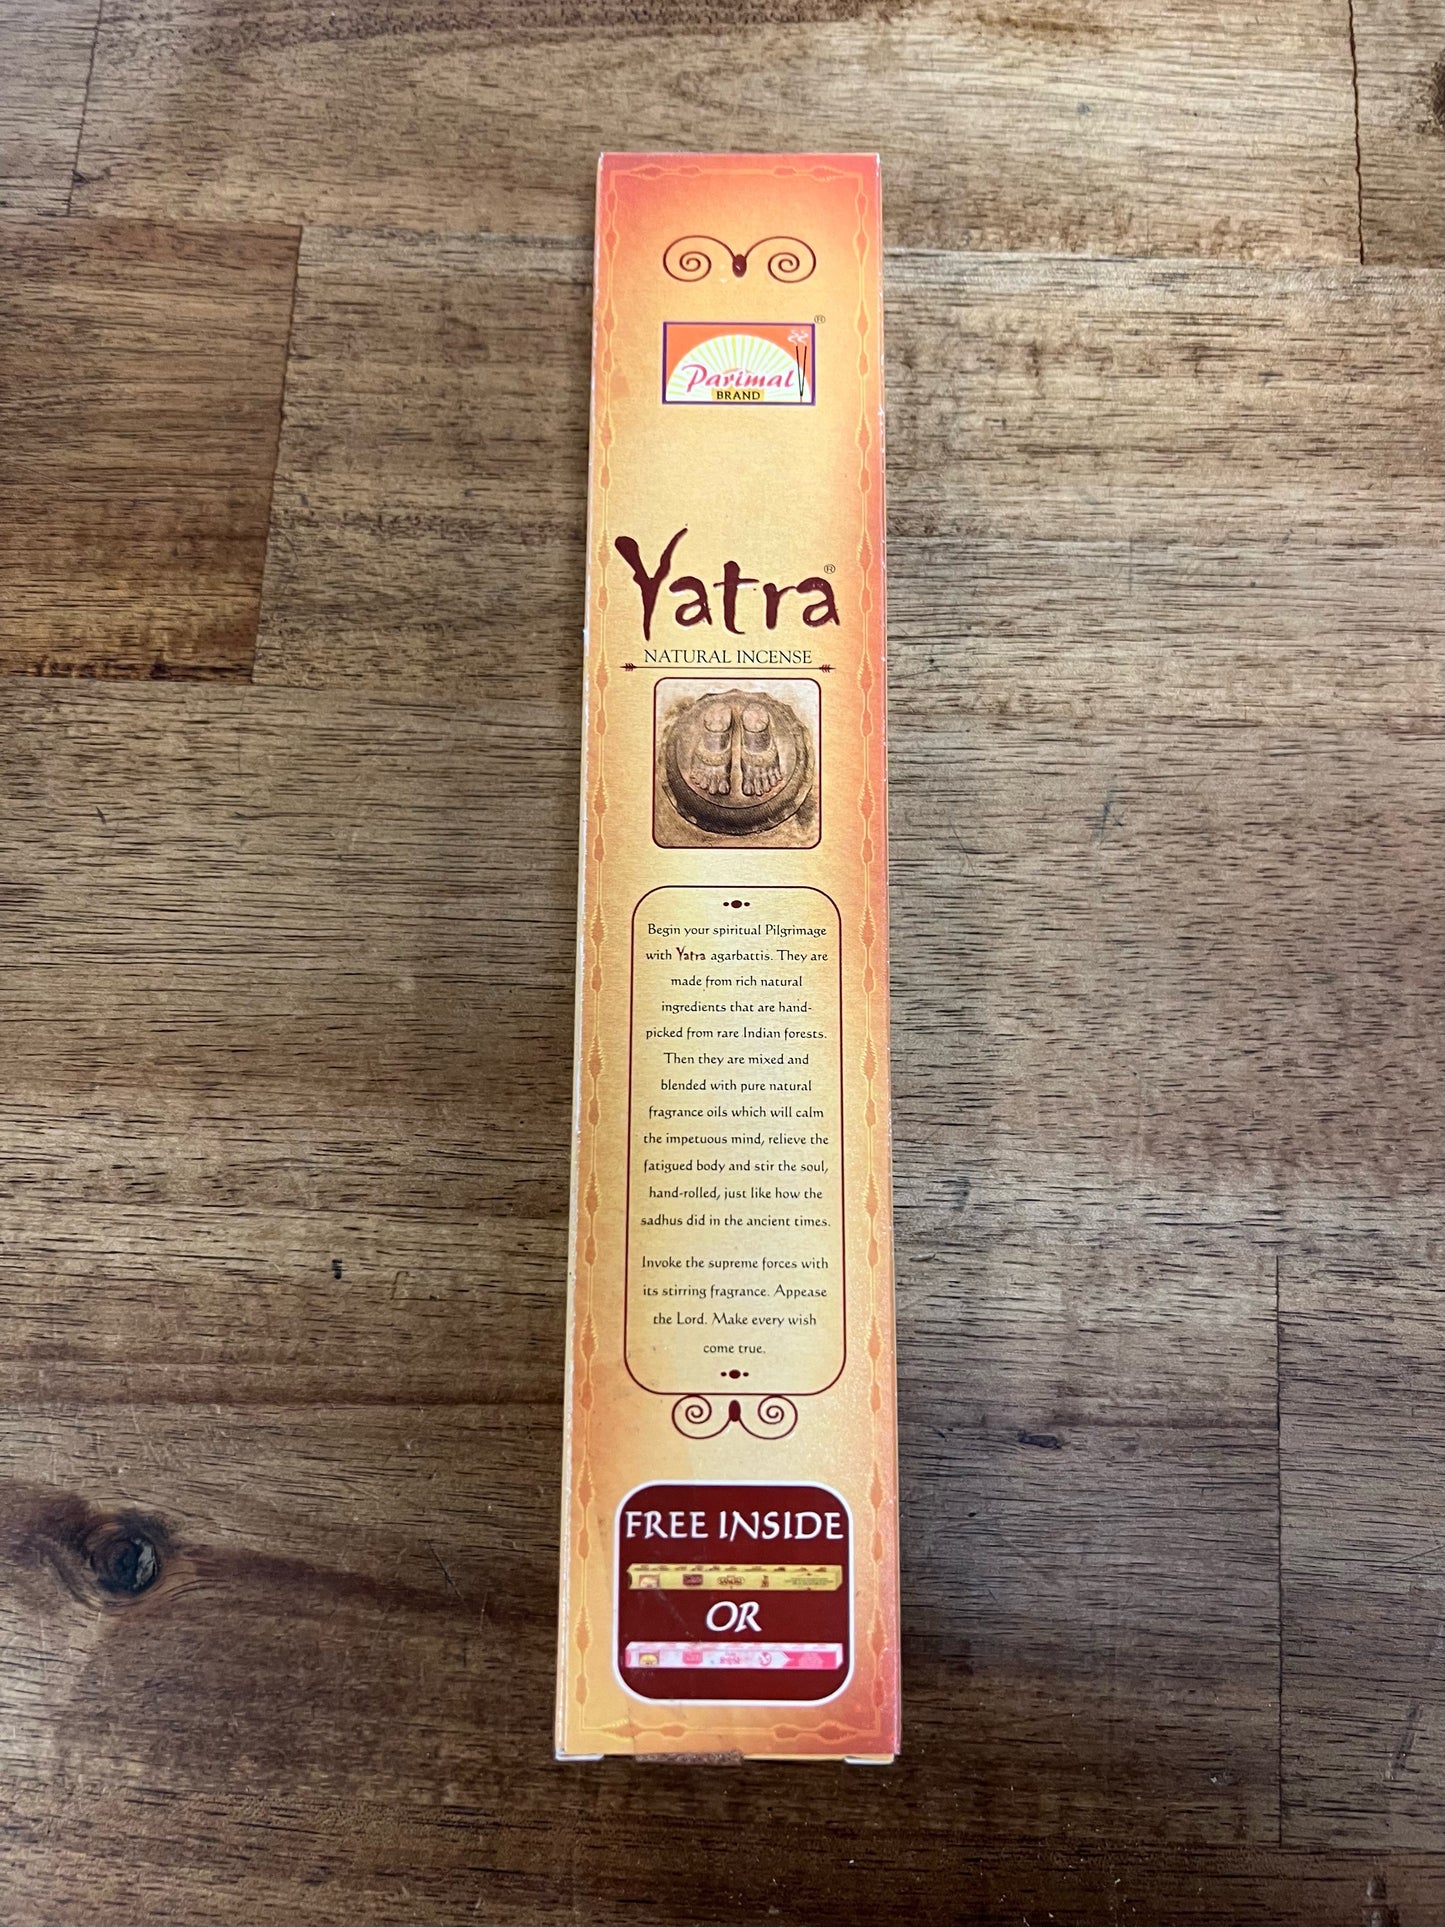 ®
Parimal
BRAND
Yatra®
NATURAL INCENSE
Begin your spiritual Pilgrimage
with Yatra agarbattis. They are
made from rich natural
ingredients that are hand-
picked from rare Indian forests.
Then they are mixed and
blended with pure natural
fragrance oils which will calm
the impetuous mind, relieve the
fatigued body and stir the soul,
hand-rolled, just like how the
sadhus did in the ancient times.
Invoke the supreme forces with
its stirring fragrance. Appease
the Lord. Make every wish
come true.
FREE INSIDE
OR